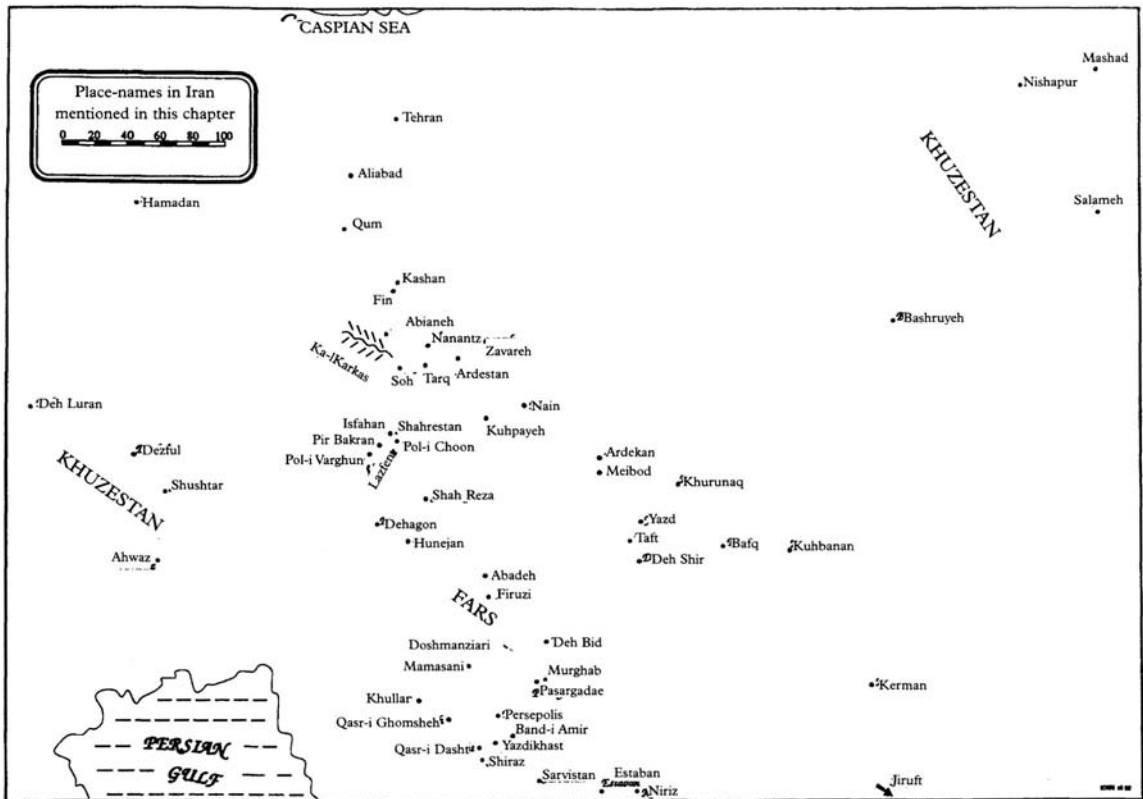 CASPIAN SEA
Place-names in Iran
mentioned in this chapter
0 20 40 60 80 100
Mashad
Nishapur
Tehran
KHUZESTAN
Aliabad
Hamadan
Salameh
Qum
Kashan
Fin
Bashruyeh
Abianeh
Nanantz
Zavareh
Ka-lKarkas
Soh
Tarq
Ardestan
Deh Luran
Nain
Kuhpayeh
Isfahan
Shahrestan
Pir Bakran
Pol-i Choon
Pol-i Varghun
Dezful
Ardekan
Meibod
Khurunaq
KHUZESTAN
Shushtar
Shah Reza
Dehagon
Hunejan
Yazd
Taft
Bafq
Kuhbanan
Deh Shir
Ahwaz
Abadeh
Firuzi
FARS
Deh Bid
Doshmanziari
Mamasani
Murghab
Pasargadae
Kerman
Khullar
Qasr-i Ghomsheh
Persepolis
Band-i Amir
Qasr-i Dasht
Yazdikhast
Shiraz
PERSIAN
GULF
Sarvistan
Estaban
Niriz
Jiruft